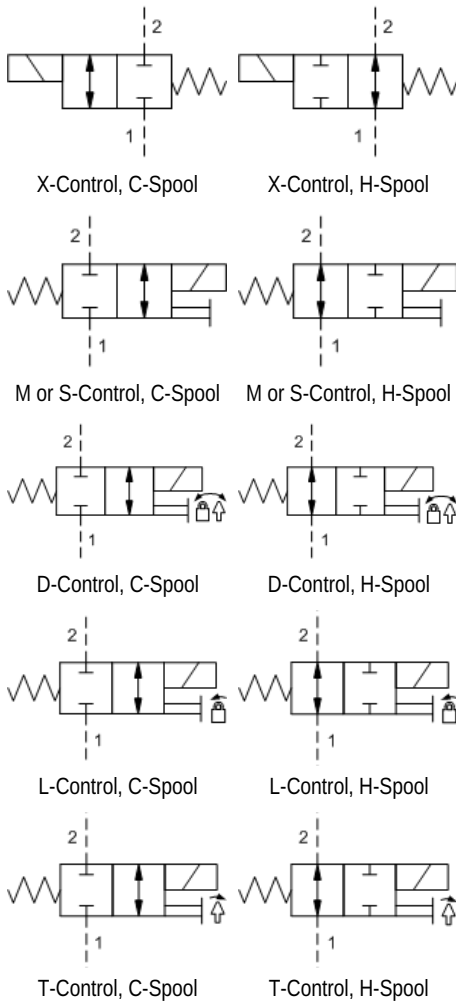 2 2
1 1
X-Control, C-Spool X-Control, H-Spool
2 2
1 1
M or S-Control, C-Spool M or S-Control, H-Spool
2 2
1 1
D-Control, C-Spool D-Control, H-Spool
2 2
1 1
L-Control, C-Spool L-Control, H-Spool
2 2
1 1
T-Control, C-Spool T-Control, H-Spool